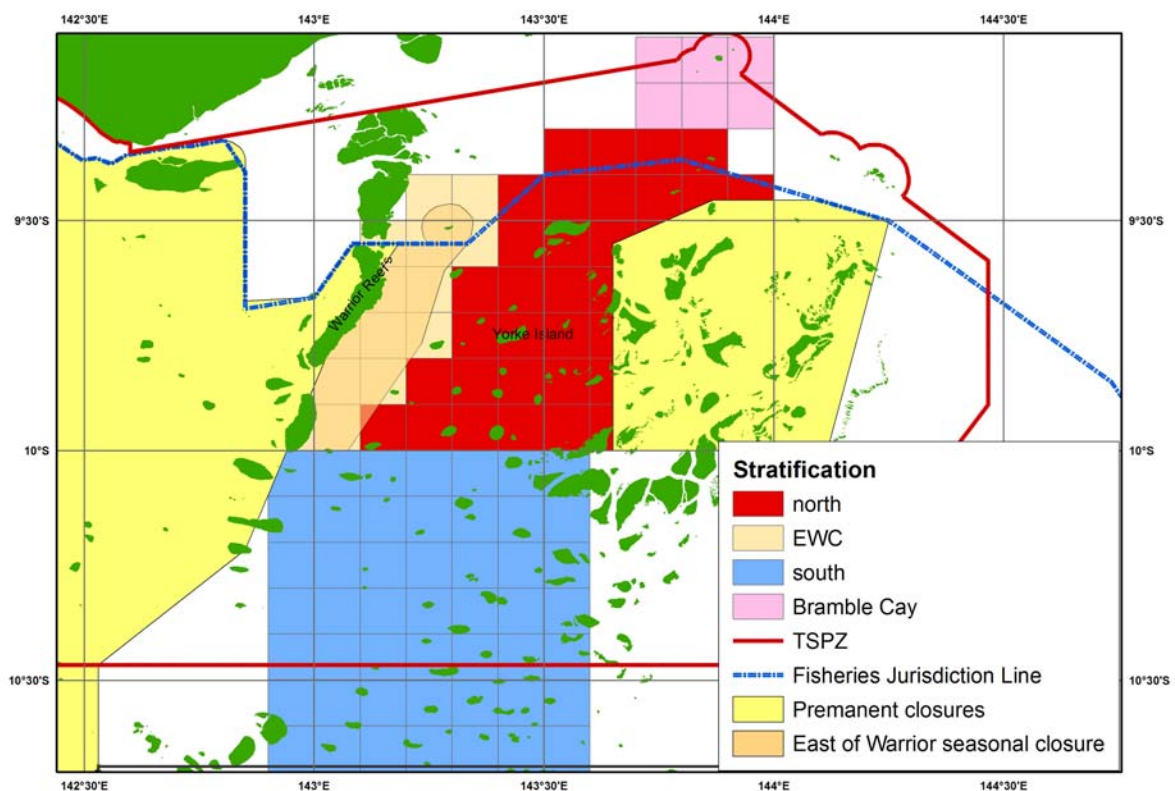 142°30'E 143°E 143°30'E 144°E 144°30'E
9°30'S 9°30'S
Warrior Reefs
Yorke Island
10°S 10°S
Stratification
north
EWC
south
Bramble Cay
TSPZ
Fisheries Jurisdiction Line
Premanent closures
East of Warrior seasonal closure
10°30'S 10°30'S
142°30'E 143°E 143°30'E 144°E 144°30'E